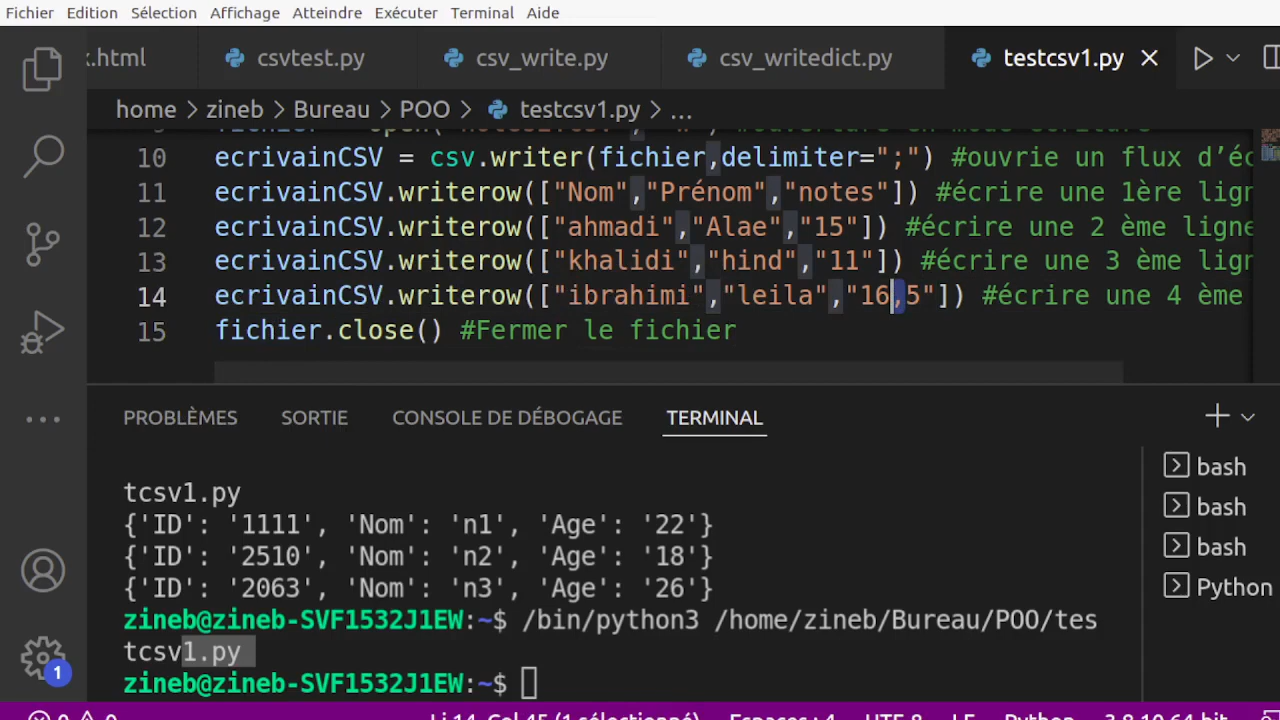 Fichier Edition Sélection Affichage Atteindre Exécuter Terminal Aide
k.html csvtest.py csv_write.py csv_writedict.py testcsv1.py
home > zineb > Bureau > POO > testcsv1.py > ...
10 ecrivainCSV = csv.writer(fichier,delimiter=";") #ouvrie un flux d’éc
11 ecrivainCSV.writerow(["Nom","Prénom","notes"]) #écrire une 1ère lign
12 ecrivainCSV.writerow(["ahmadi","Alae","15"]) #écrire une 2 ème ligne
13 ecrivainCSV.writerow(["khalidi","hind","11"]) #écrire une 3 ème lign
14 ecrivainCSV.writerow(["ibrahimi","leila","16,5"]) #écrire une 4 ème
15 fichier.close() #Fermer le fichier
PROBLÈMES SORTIE CONSOLE DE DÉBOGAGE TERMINAL
tcsv1.py
{'ID': '1111', 'Nom': 'n1', 'Age': '22'}
{'ID': '2510', 'Nom': 'n2', 'Age': '18'}
{'ID': '2063', 'Nom': 'n3', 'Age': '26'}
zineb@zineb-SVF1532J1EW:~$ /bin/python3 /home/zineb/Bureau/POO/tes
tcsv1.py
zineb@zineb-SVF1532J1EW:~$
bash
bash
bash
Python
1